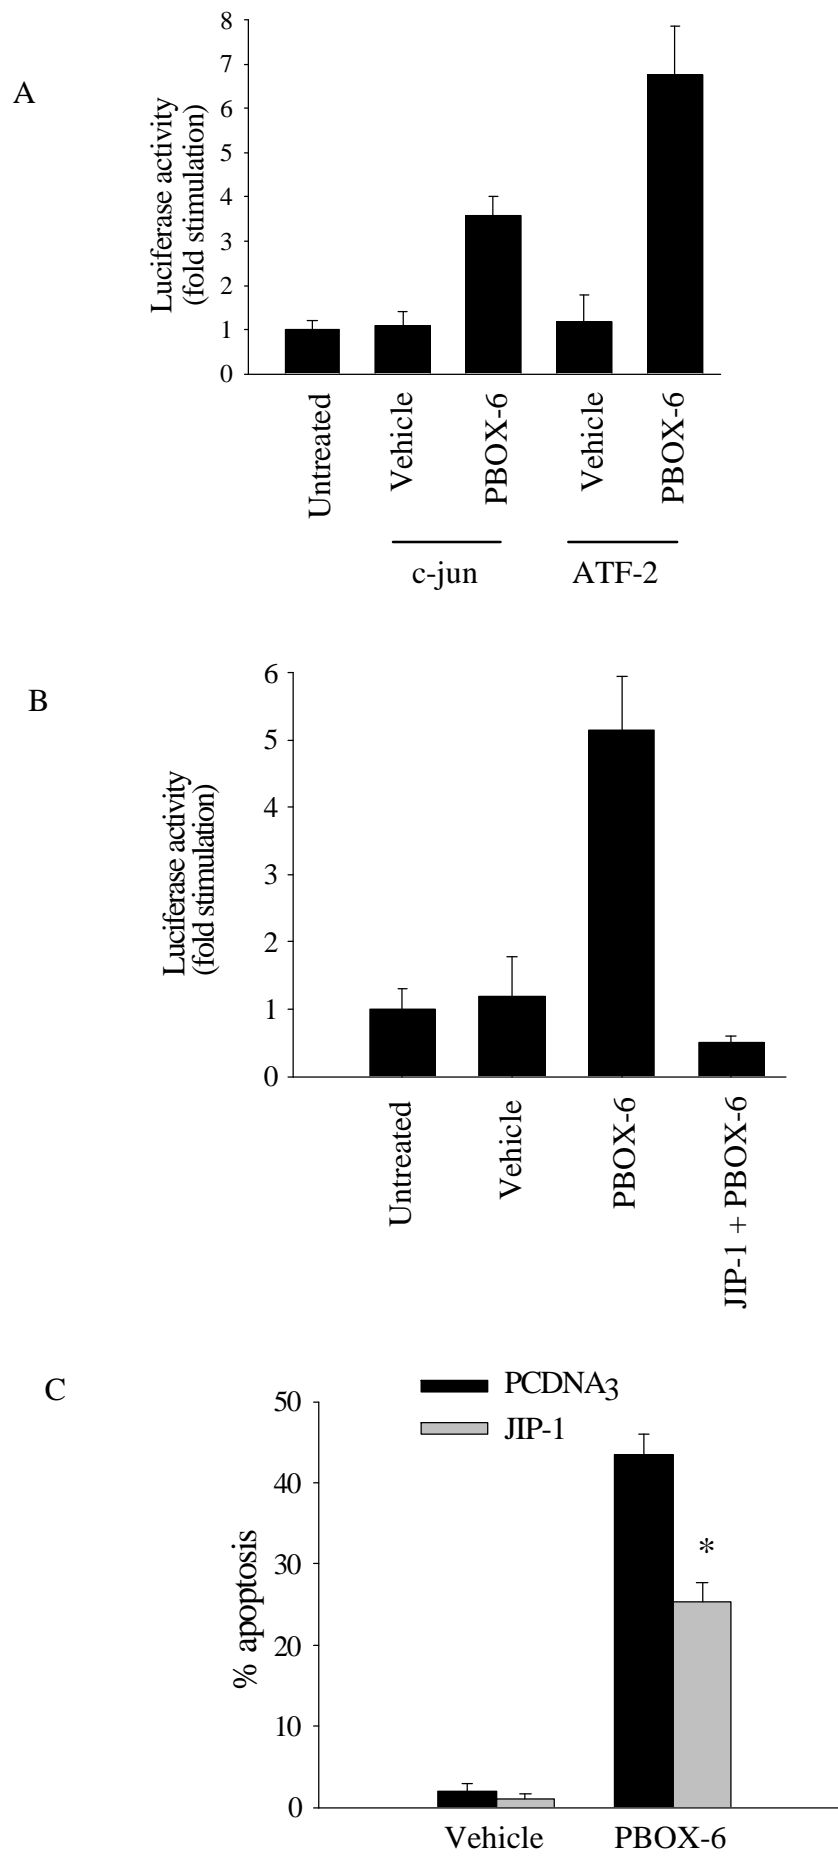 A
Luciferase activity
(fold stimulation)
8
7
6
5
4
3
2
1
0
Untreated
Vehicle
PBOX-6
Vehicle
PBOX-6
c-jun
ATF-2
B
Luciferase activity
(fold stimulation)
6
5
4
3
2
1
0
Untreated
Vehicle
PBOX-6
JIP-1 + PBOX-6
C
% apoptosis
50
40
30
20
10
0
PCDNA3
JIP-1
*
Vehicle
PBOX-6